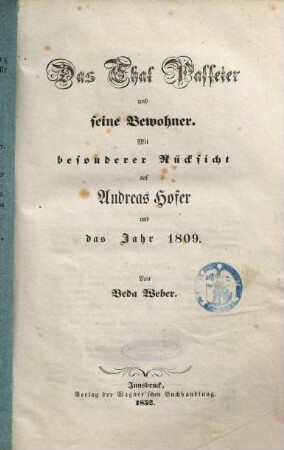 Das Thal Passeier
und
seine Bewohner.
Mit
besonderer Rücksicht
auf
Andreas Hofer
und
das Jahr 1809.
Von
Beda Weber.
Innsbruck,
Verlag der Wagner'schen Buchhandlung.
1852.